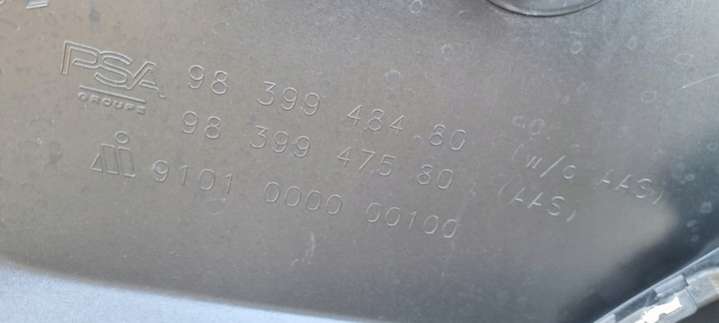 PSA 98 399 484 80 (w/o AAS)
GROUPE
98 399 475 80 (AAS)
9101 0000 00100